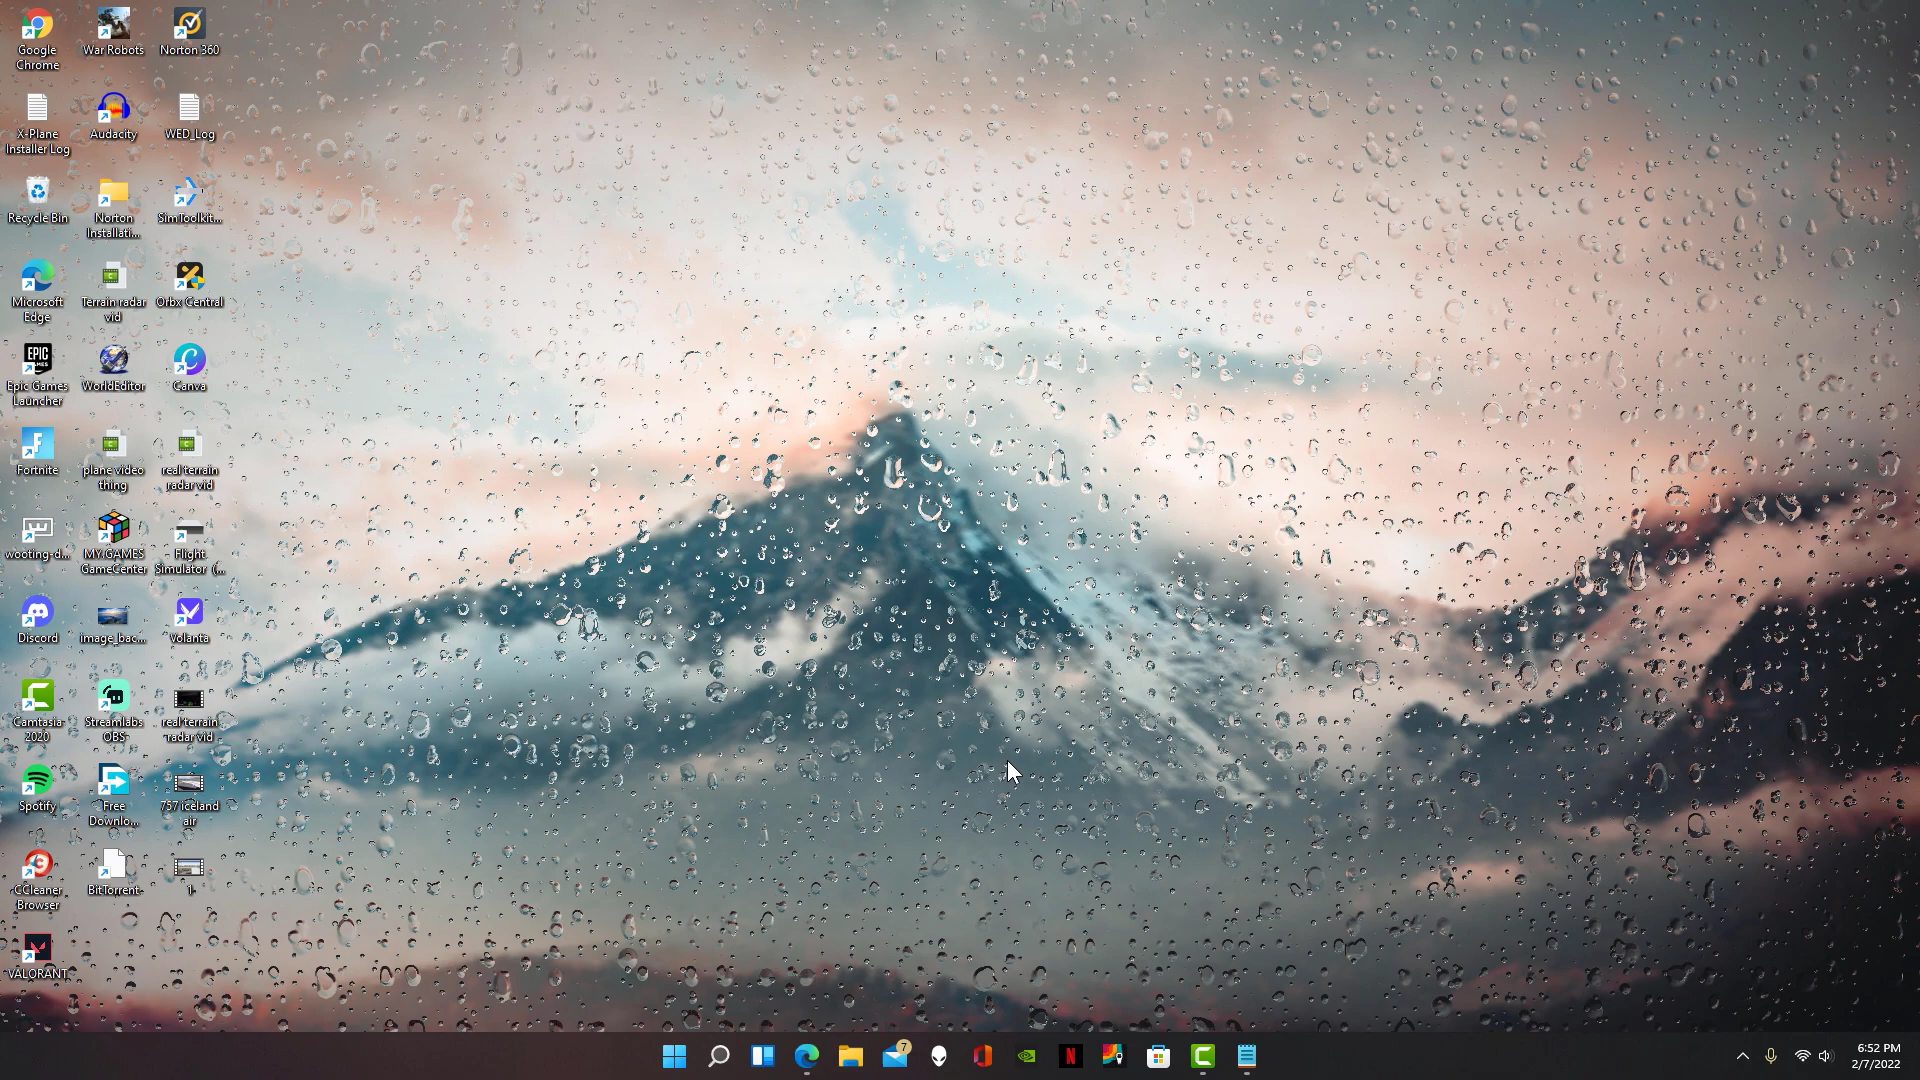 Google
Chrome
War Robots
Norton 360
X-Plane
Installer Log
Audacity
WED_Log
Recycle Bin
Norton
Installati...
SimToolkit...
Microsoft
Edge
Terrain radar
vid
Orbx Central
EPIC
GAMES
Epic Games
Launcher
WorldEditor
Canva
Fortnite
plane video
thing
real terrain
radar vid
wooting-d...
MY.GAMES
GameCenter
Flight
Simulator (...
Discord
image_bac...
Volanta
Camtasia
2020
Streamlabs
OBS
real terrain
radar vid
Spotify
Free
Downlo...
757 iceland
air
CCleaner
Browser
BitTorrent
1
VALORANT
7
N
6:52 PM
2/7/2022